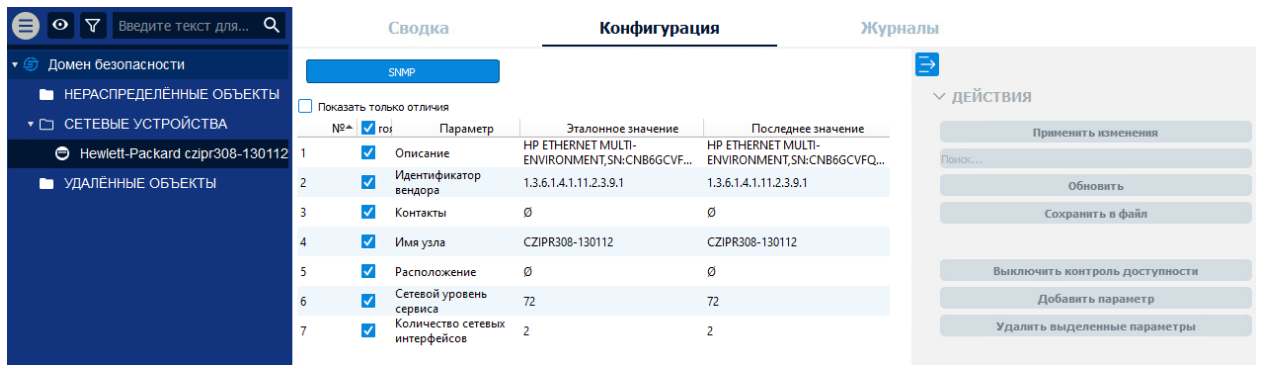 Введите текст для...
Сводка
Конфигурация
Журналы
Домен безопасности
НЕРАСПРЕДЕЛЁННЫЕ ОБЪЕКТЫ
СЕТЕВЫЕ УСТРОЙСТВА
Hewlett-Packard czipr308-130112
УДАЛЁННЫЕ ОБЪЕКТЫ
SNMP
Показать только отличия
№ Параметр Эталонное значение Последнее значение
1 Описание HP ETHERNET MULTI-
ENVIRONMENT,SN:CNB6GCVF... HP ETHERNET MULTI-
ENVIRONMENT,SN:CNB6GCVFQ...
2 Идентификатор
вендора 1.3.6.1.4.1.11.2.3.9.1 1.3.6.1.4.1.11.2.3.9.1
3 Контакты Ø Ø
4 Имя узла CZIPR308-130112 CZIPR308-130112
5 Расположение Ø Ø
6 Сетевой уровень
сервиса 72 72
7 Количество сетевых
интерфейсов 2 2
ДЕЙСТВИЯ
Применить изменения
Поиск...
Обновить
Сохранить в файл
Выключить контроль доступности
Добавить параметр
Удалить выделенные параметры